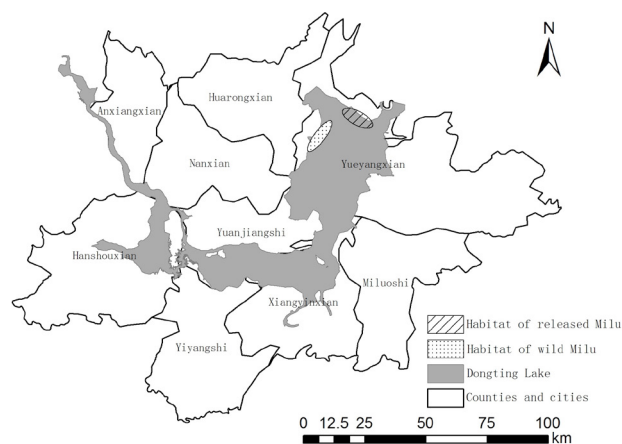 N
Huarongxian
Anxiangxian
Nanxian
Yueyangxian
Yuanjiangshi
Hanshouxian
Miluoshi
Xiangyinxian
Yiyangshi
Habitat of released Milu
Habitat of wild Milu
Dongting Lake
Counties and cities
0 12.5 25 50 75 100
km